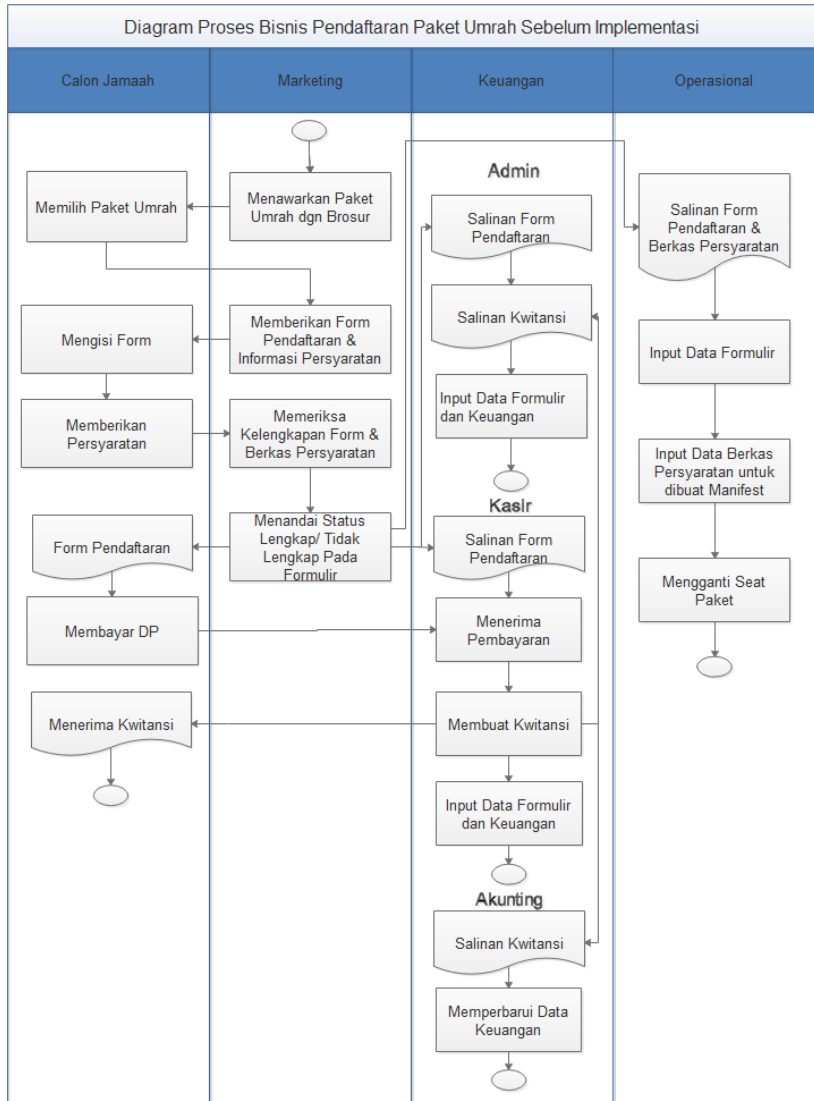 Diagram Proses Bisnis Pendaftaran Paket Umrah Sebelum Implementasi
Calon Jamaah
Marketing
Keuangan
Operasional
Memilih Paket Umrah
Mengisi Form
Memberikan
Persyaratan
Form Pendaftaran
Membayar DP
Menerima Kwitansi
Menawarkan Paket
Umrah dgn Brosur
Memberikan Form
Pendaftaran &
Informasi Persyaratan
Memeriksa
Kelengkapan Form &
Berkas Persyaratan
Menandai Status
Lengkap/ Tidak
Lengkap Pada
Formulir
Admin
Salinan Form
Pendaftaran
Salinan Kwitansi
Input Data Formulir
dan Keuangan
Kasir
Salinan Form
Pendaftaran
Menerima
Pembayaran
Membuat Kwitansi
Input Data Formulir
dan Keuangan
Akunting
Salinan Kwitansi
Memperbarui Data
Keuangan
Salinan Form
Pendaftaran &
Berkas Persyaratan
Input Data Formulir
Input Data Berkas
Persyaratan untuk
dibuat Manifest
Mengganti Seat
Paket